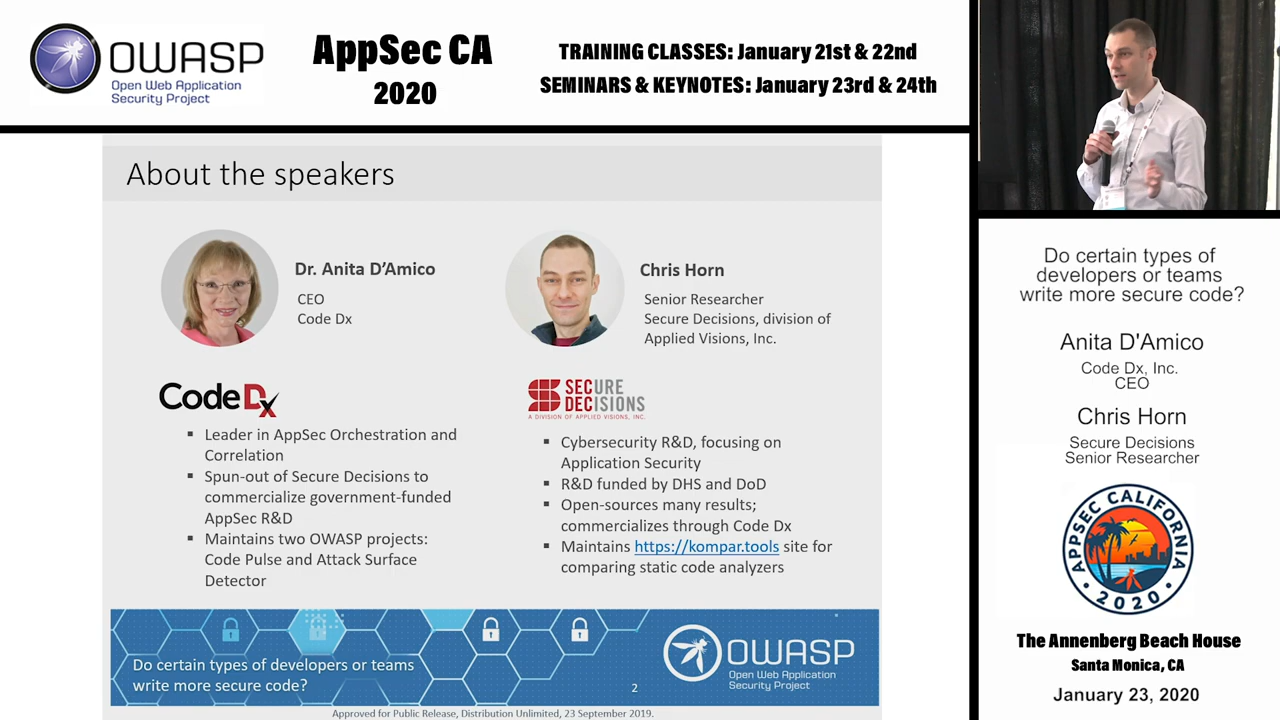 OWASP
Open Web Application
Security Project
AppSec CA
2020
TRAINING CLASSES: January 21st & 22nd
SEMINARS & KEYNOTES: January 23rd & 24th
About the speakers
Dr. Anita D'Amico
CEO
Code Dx
Chris Horn
Senior Researcher
Secure Decisions, division of
Applied Visions, Inc.
Code Dx
▪ Leader in AppSec Orchestration and
Correlation
▪ Spun-out of Secure Decisions to
commercialize government-funded
AppSec R&D
▪ Maintains two OWASP projects:
Code Pulse and Attack Surface
Detector
SECURE
DECISIONS
A DIVISION OF APPLIED VISIONS, INC.
▪ Cybersecurity R&D, focusing on
Application Security
▪ R&D funded by DHS and DoD
▪ Open-sources many results;
commercializes through Code Dx
▪ Maintains https://kompar.tools site for
comparing static code analyzers
Do certain types of developers or teams
write more secure code?
2
OWASP
Open Web Application
Security Project
Approved for Public Release, Distribution Unlimited, 23 September 2019.
Do certain types of
developers or teams
write more secure code?
Anita D'Amico
Code Dx, Inc.
CEO
Chris Horn
Secure Decisions
Senior Researcher
APPSEC CALIFORNIA
• 2020 •
The Annenberg Beach House
Santa Monica, CA
January 23, 2020